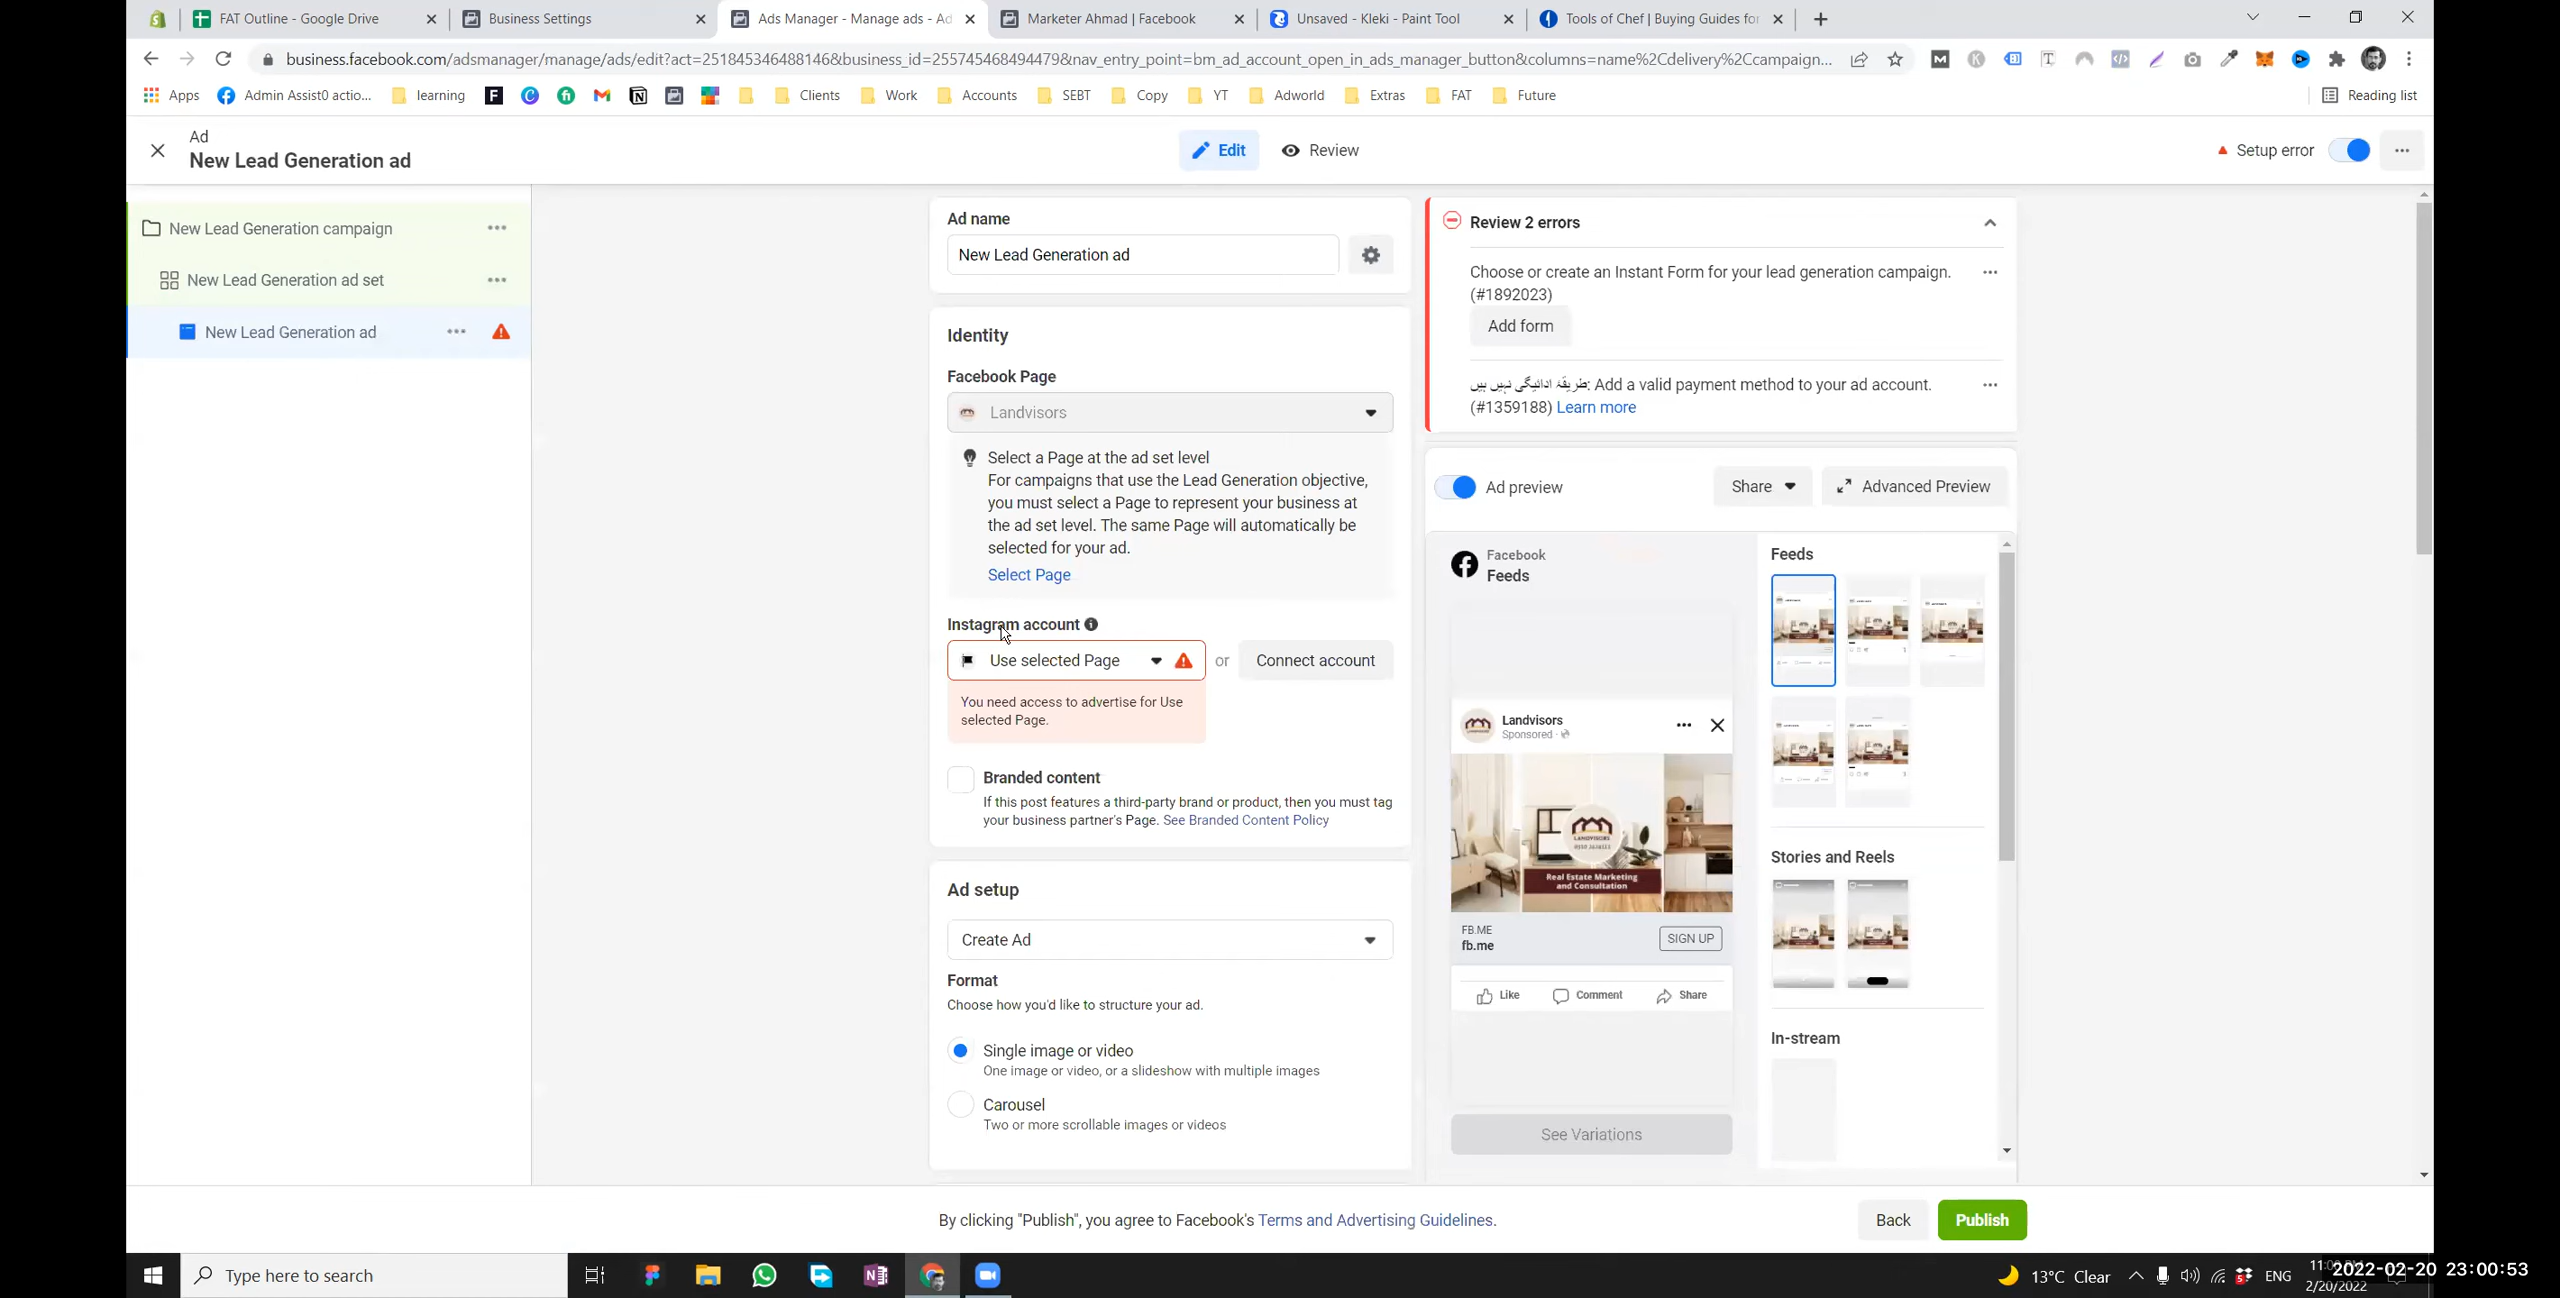 FAT Outline - Google Drive
Business Settings
Ads Manager - Manage ads - Ad
Marketer Ahmad | Facebook
Unsaved - Kleki - Paint Tool
Tools of Chef | Buying Guides for
business.facebook.com/adsmanager/manage/ads/edit?act=251845346488146&business_id=255745468494479&nav_entry_point=bm_ad_account_open_in_ads_manager_button&columns=name%2Cdelivery%2Ccampaign...
Apps
Admin Assist0 actio...
learning
Clients
Work
Accounts
SEBT
Copy
YT
Adworld
Extras
FAT
Future
Reading list
Ad
New Lead Generation ad
Edit
Review
Setup error
New Lead Generation campaign
New Lead Generation ad set
New Lead Generation ad
Ad name
New Lead Generation ad
Identity
Facebook Page
Landvisors
Select a Page at the ad set level
For campaigns that use the Lead Generation objective,
you must select a Page to represent your business at
the ad set level. The same Page will automatically be
selected for your ad.
Select Page
Instagram account
Use selected Page
or
Connect account
You need access to advertise for Use
selected Page.
Branded content
If this post features a third-party brand or product, then you must tag
your business partner's Page. See Branded Content Policy
Ad setup
Create Ad
Format
Choose how you'd like to structure your ad.
Single image or video
One image or video, or a slideshow with multiple images
Carousel
Two or more scrollable images or videos
Review 2 errors
Choose or create an Instant Form for your lead generation campaign.
(#1892023)
Add form
طریقۂ ادائیگی نہیں ہیں: Add a valid payment method to your ad account.
(#1359188) Learn more
Ad preview
Share
Advanced Preview
Facebook
Feeds
Landvisors
Sponsored
LANDVISORS
Real Estate Marketing
and Consultation
FB.ME
fb.me
SIGN UP
Like
Comment
Share
See Variations
Feeds
Stories and Reels
In-stream
By clicking "Publish", you agree to Facebook's Terms and Advertising Guidelines.
Back
Publish
Type here to search
13°C Clear
ENG
2/20/2022
2022-02-20 23:00:53